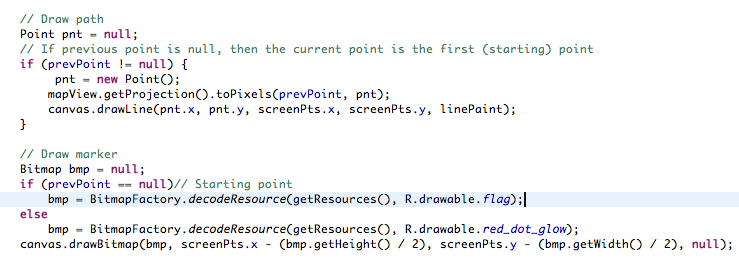 // Draw path
Point pnt = null;
// If previous point is null, then the current point is the first (starting) point
if (prevPoint != null) {
pnt = new Point();
mapView.getProjection().toPixels(prevPoint, pnt);
canvas.drawLine(pnt.x, pnt.y, screenPts.x, screenPts.y, linePaint);
}
// Draw marker
Bitmap bmp = null;
if (prevPoint == null)// Starting point
bmp = BitmapFactory.decodeResource(getResources(), R.drawable.flag);
else
bmp = BitmapFactory.decodeResource(getResources(), R.drawable.red_dot_glow);
canvas.drawBitmap(bmp, screenPts.x - (bmp.getHeight() / 2), screenPts.y - (bmp.getWidth() / 2), null);